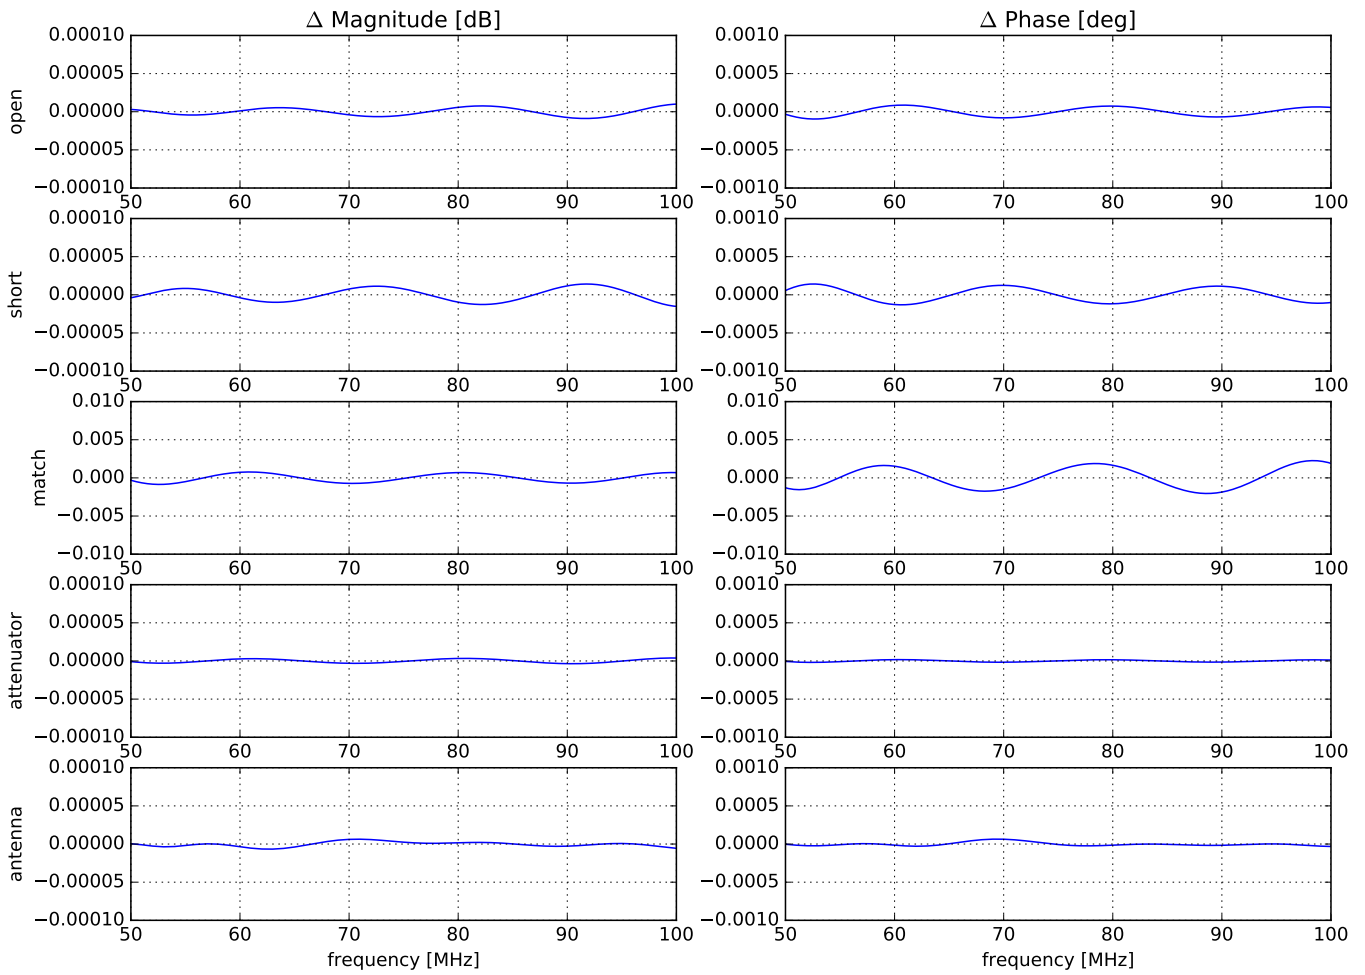 Δ Magnitude [dB] Δ Phase [deg]
0.00010 0.0010
0.00005 0.0005
open 0.00000 0.0000
−0.00005 −0.0005
−0.00010 −0.0010
50 60 70 80 90 100 50 60 70 80 90 100
0.00010 0.0010
0.00005 0.0005
short 0.00000 0.0000
−0.00005 −0.0005
−0.00010 −0.0010
50 60 70 80 90 100 50 60 70 80 90 100
0.010 0.010
0.005 0.005
match 0.000 0.000
−0.005 −0.005
−0.010 −0.010
50 60 70 80 90 100 50 60 70 80 90 100
0.00010 0.0010
0.00005 0.0005
attenuator 0.00000 0.0000
−0.00005 −0.0005
−0.00010 −0.0010
50 60 70 80 90 100 50 60 70 80 90 100
0.00010 0.0010
0.00005 0.0005
antenna 0.00000 0.0000
−0.00005 −0.0005
−0.00010 −0.0010
50 60 70 80 90 100 50 60 70 80 90 100
frequency [MHz] frequency [MHz]